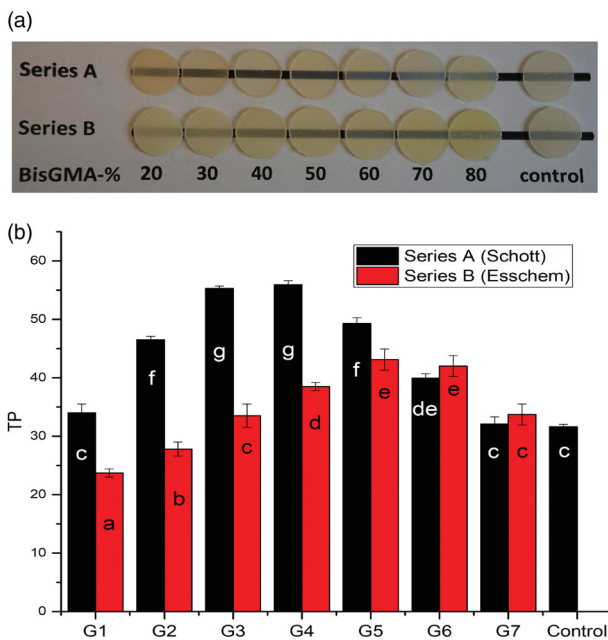 (a)
Series A
Series B
BisGMA-% 20 30 40 50 60 70 80 control
(b)
Series A (Schott)
Series B (Esschem)
TP
60
50
40
30
20
10
0
c a f b g c g d f e de e c c c
G1 G2 G3 G4 G5 G6 G7 Control